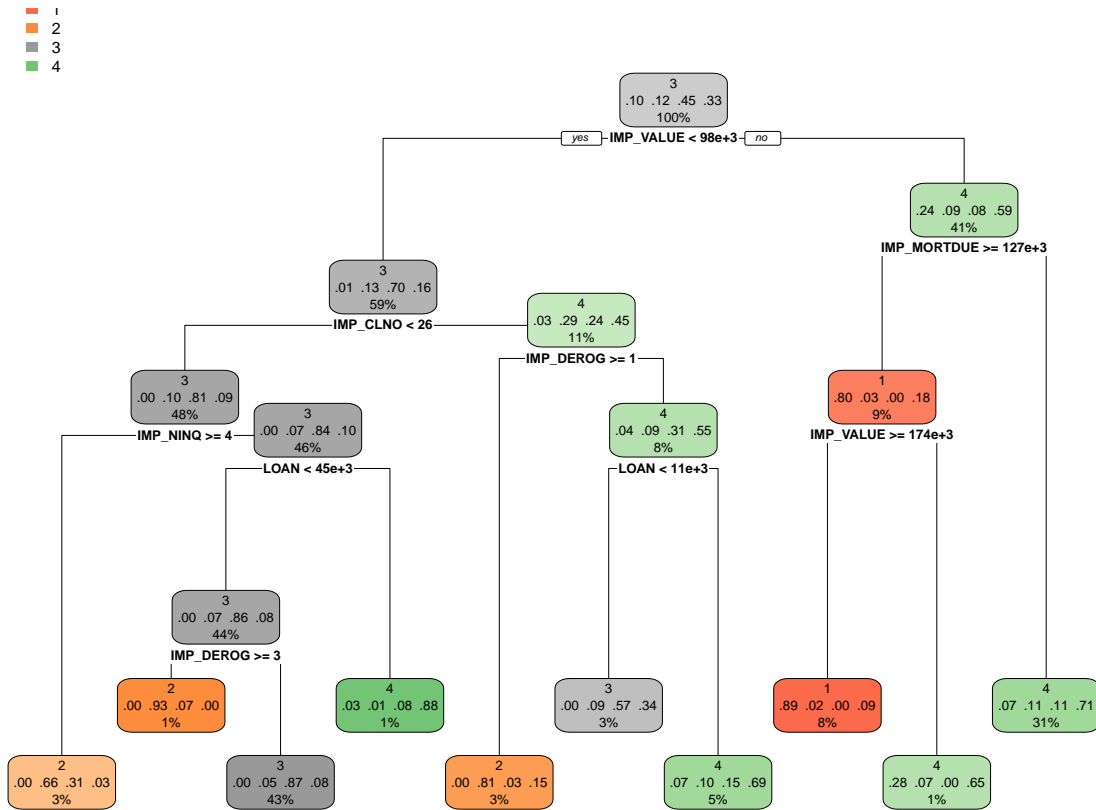 1
2
3
4
3
.10 .12 .45 .33
100%
yes IMP_VALUE < 98e+3 no
4
.24 .09 .08 .59
41%
IMP_MORTDUE >= 127e+3
3
.01 .13 .70 .16
59%
IMP_CLNO < 26
4
.03 .29 .24 .45
11%
IMP_DEROG >= 1
3
.00 .10 .81 .09
48%
IMP_NINQ >= 4
3
.00 .07 .84 .10
46%
LOAN < 45e+3
4
.04 .09 .31 .55
8%
LOAN < 11e+3
1
.80 .03 .00 .18
9%
IMP_VALUE >= 174e+3
3
.00 .07 .86 .08
44%
IMP_DEROG >= 3
2
.00 .93 .07 .00
1%
4
.03 .01 .08 .88
1%
3
.00 .09 .57 .34
3%
1
.89 .02 .00 .09
8%
4
.07 .11 .11 .71
31%
2
.00 .66 .31 .03
3%
3
.00 .05 .87 .08
43%
2
.00 .81 .03 .15
3%
4
.07 .10 .15 .69
5%
4
.28 .07 .00 .65
1%